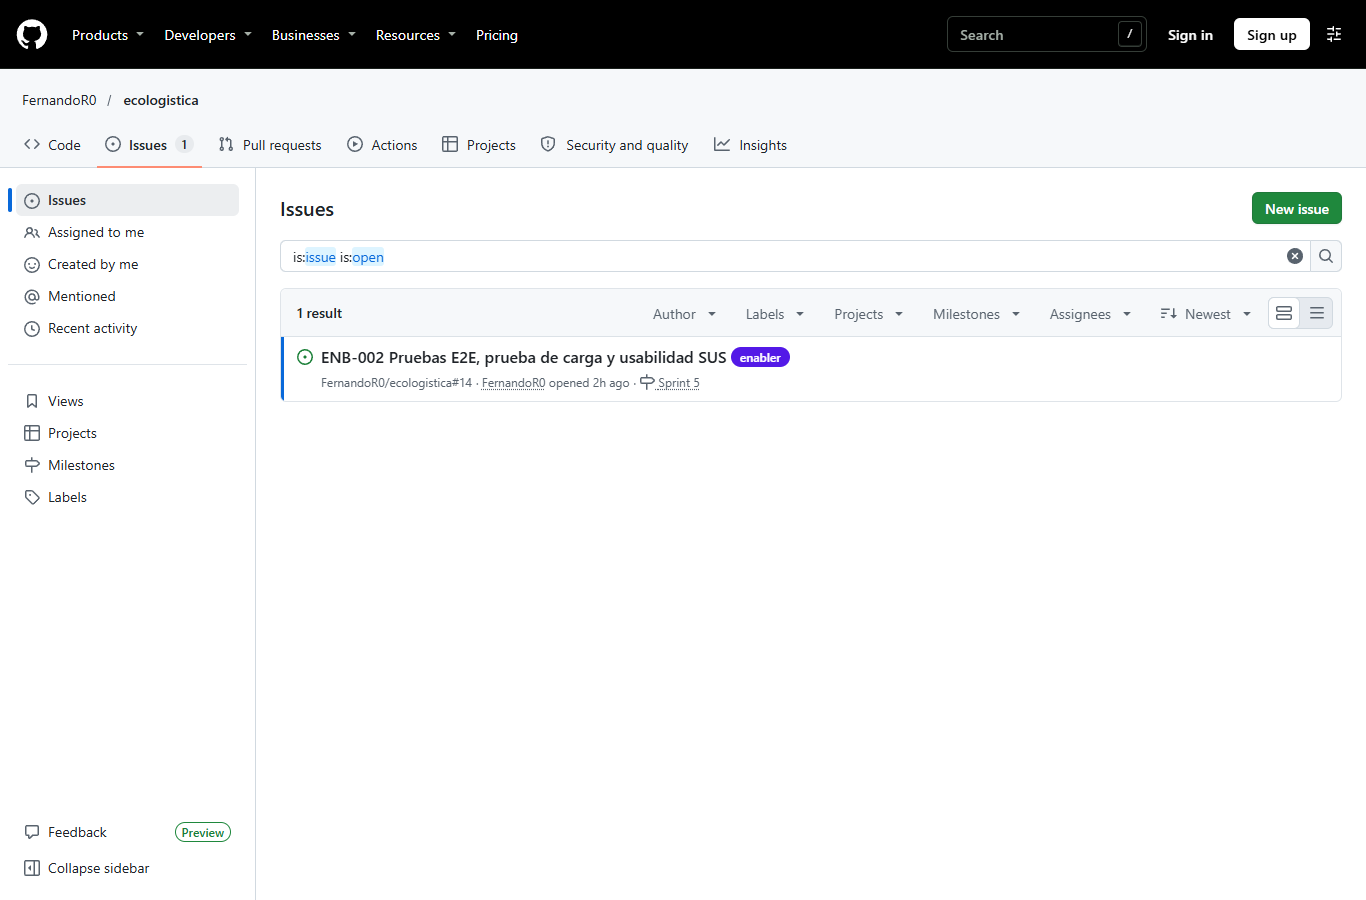 Products Developers Businesses Resources Pricing Search / Sign in Sign up
FernandoR0 / ecologistica
Code Issues 1 Pull requests Actions Projects Security and quality Insights
Issues
Assigned to me
Created by me
Mentioned
Recent activity
Views
Projects
Milestones
Labels
Feedback Preview
Collapse sidebar
Issues New issue
is:issue is:open
1 result Author Labels Projects Milestones Assignees Newest
ENB-002 Pruebas E2E, prueba de carga y usabilidad SUS enabler
FernandoR0/ecologistica#14 · FernandoR0 opened 2h ago · Sprint 5